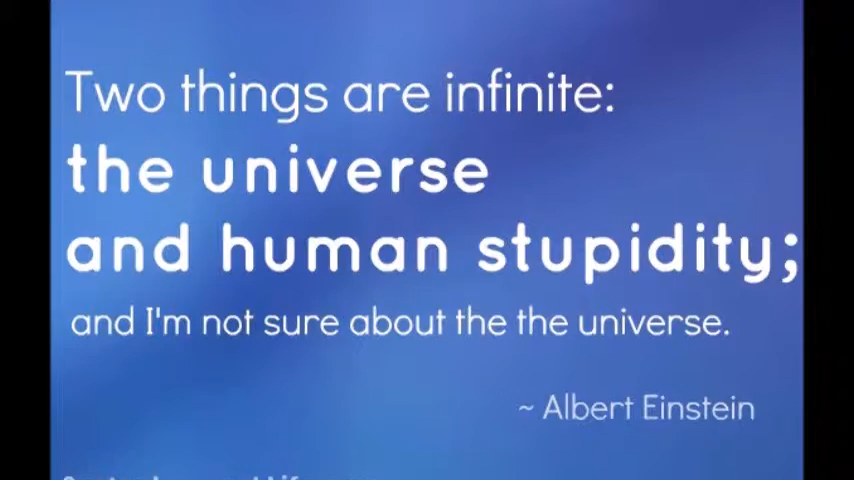 Two things are infinite:
the universe
and human stupidity;
and I'm not sure about the the universe.
~ Albert Einstein